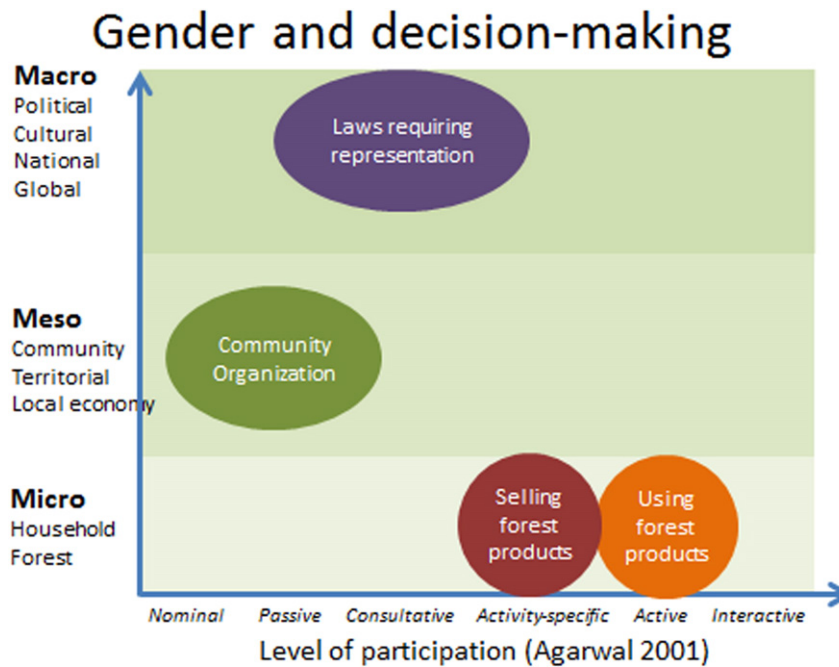 Gender and decision-making
Macro
Political
Cultural
National
Global
Laws requiring
representation
Meso
Community
Territorial
Local economy
Community
Organization
Micro
Household
Forest
Selling
forest
products
Using
forest
products
Nominal Passive Consultative Activity-specific Active Interactive
Level of participation (Agarwal 2001)